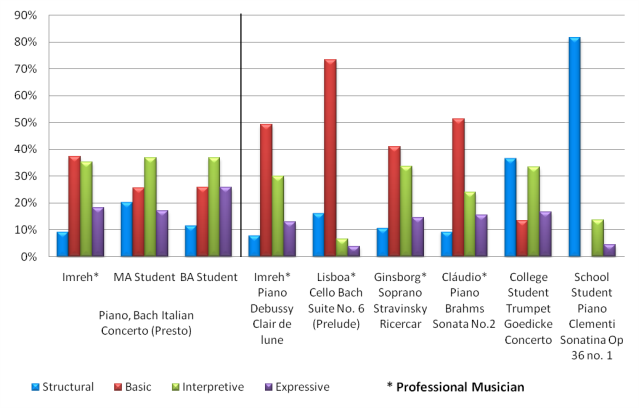 90%
80%
70%
60%
50%
40%
30%
20%
10%
0%
Imreh* MA Student BA Student
Piano, Bach Italian
Concerto (Presto)
Imreh*
Piano
Debussy
Clair de
lune
Lisboa*
Cello Bach
Suite No. 6
(Prelude)
Ginsborg*
Soprano
Stravinsky
Ricercar
Cláudio*
Piano
Brahms
Sonata No.2
College
Student
Trumpet
Goedicke
Concerto
School
Student
Piano
Clementi
Sonatina Op
36 no. 1
Structural Basic Interpretive Expressive * Professional Musician